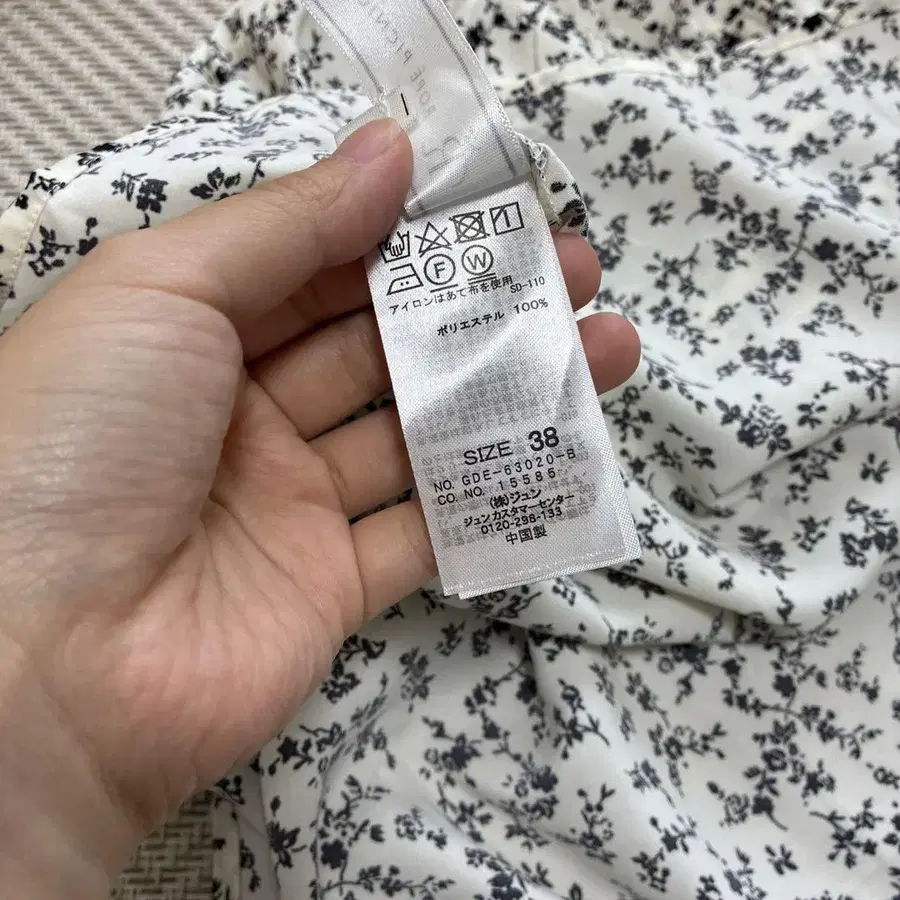 ROPÉ PICNIC
F W
アイロンはあて布を使用
SD-110
ポリエステル 100%
SIZE 38
NO. GDE-63020-B
CO. NO. 15585
(株)ジュン
ジュンカスタマーセンター
0120-298-133
中国製